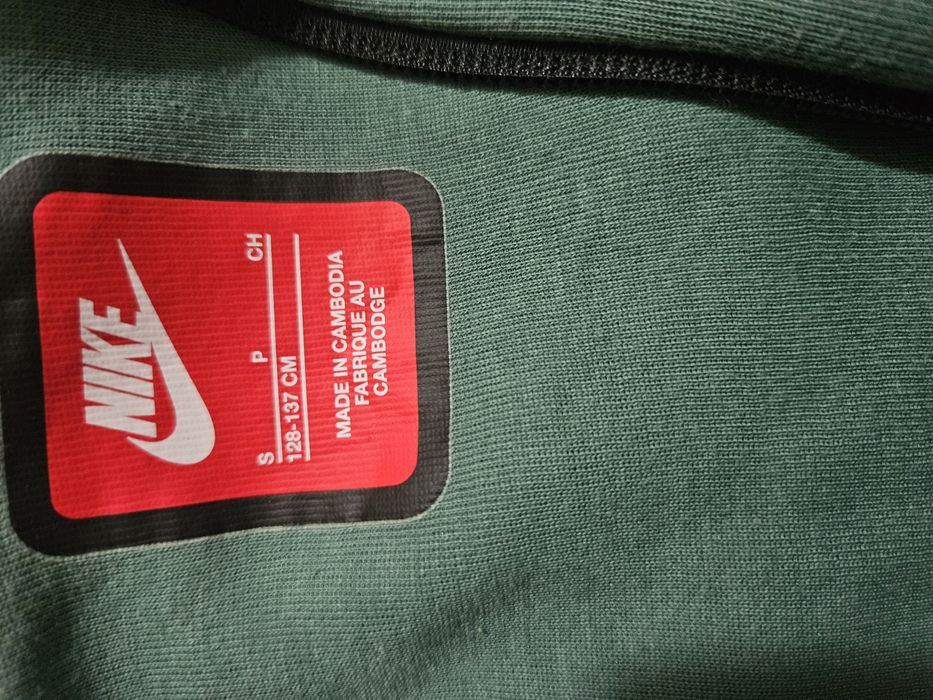 NIKE
S P CH
128-137 CM
MADE IN CAMBODIA
FABRIQUE AU
CAMBODGE